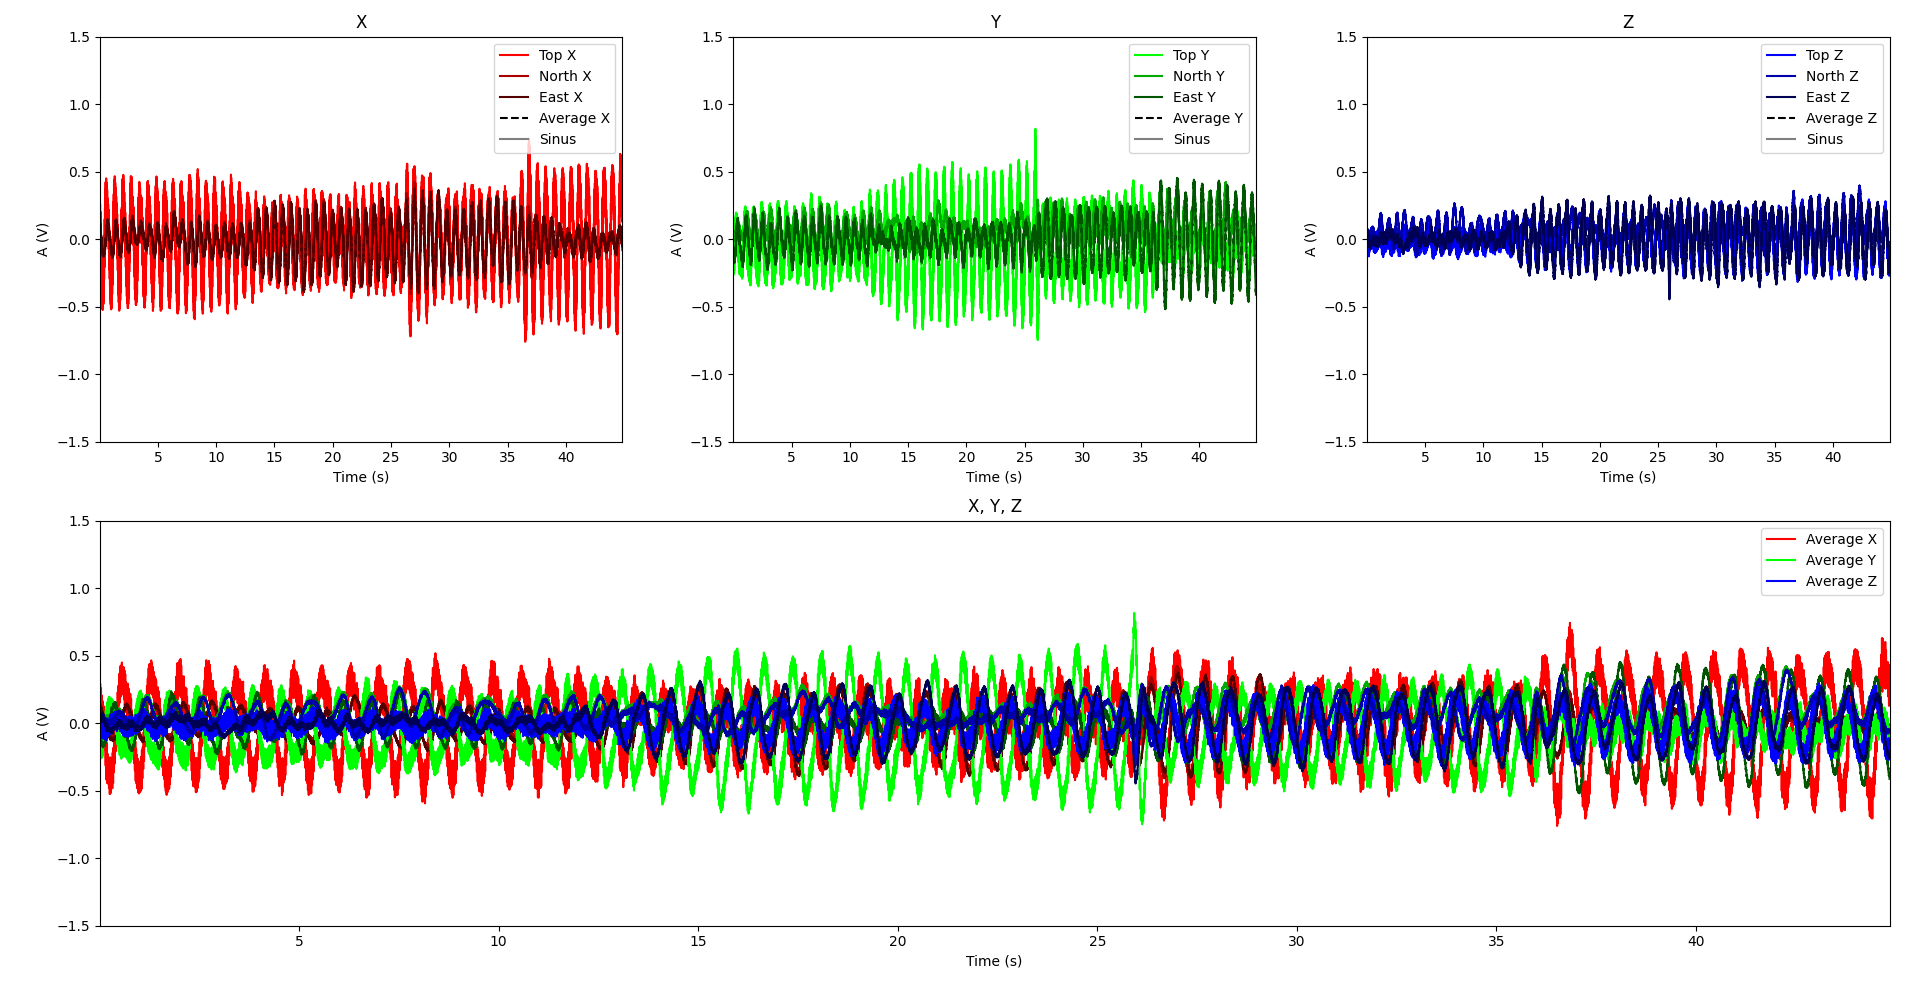 X
1.5
1.0
0.5
0.0
−0.5
−1.0
−1.5
A (V)
5 10 15 20 25 30 35 40
Time (s)
Top X
North X
East X
Average X
Sinus
Y
1.5
1.0
0.5
0.0
−0.5
−1.0
−1.5
A (V)
5 10 15 20 25 30 35 40
Time (s)
Top Y
North Y
East Y
Average Y
Sinus
Z
1.5
1.0
0.5
0.0
−0.5
−1.0
−1.5
A (V)
5 10 15 20 25 30 35 40
Time (s)
Top Z
North Z
East Z
Average Z
Sinus
X, Y, Z
1.5
1.0
0.5
0.0
−0.5
−1.0
−1.5
A (V)
5 10 15 20 25 30 35 40
Time (s)
Average X
Average Y
Average Z